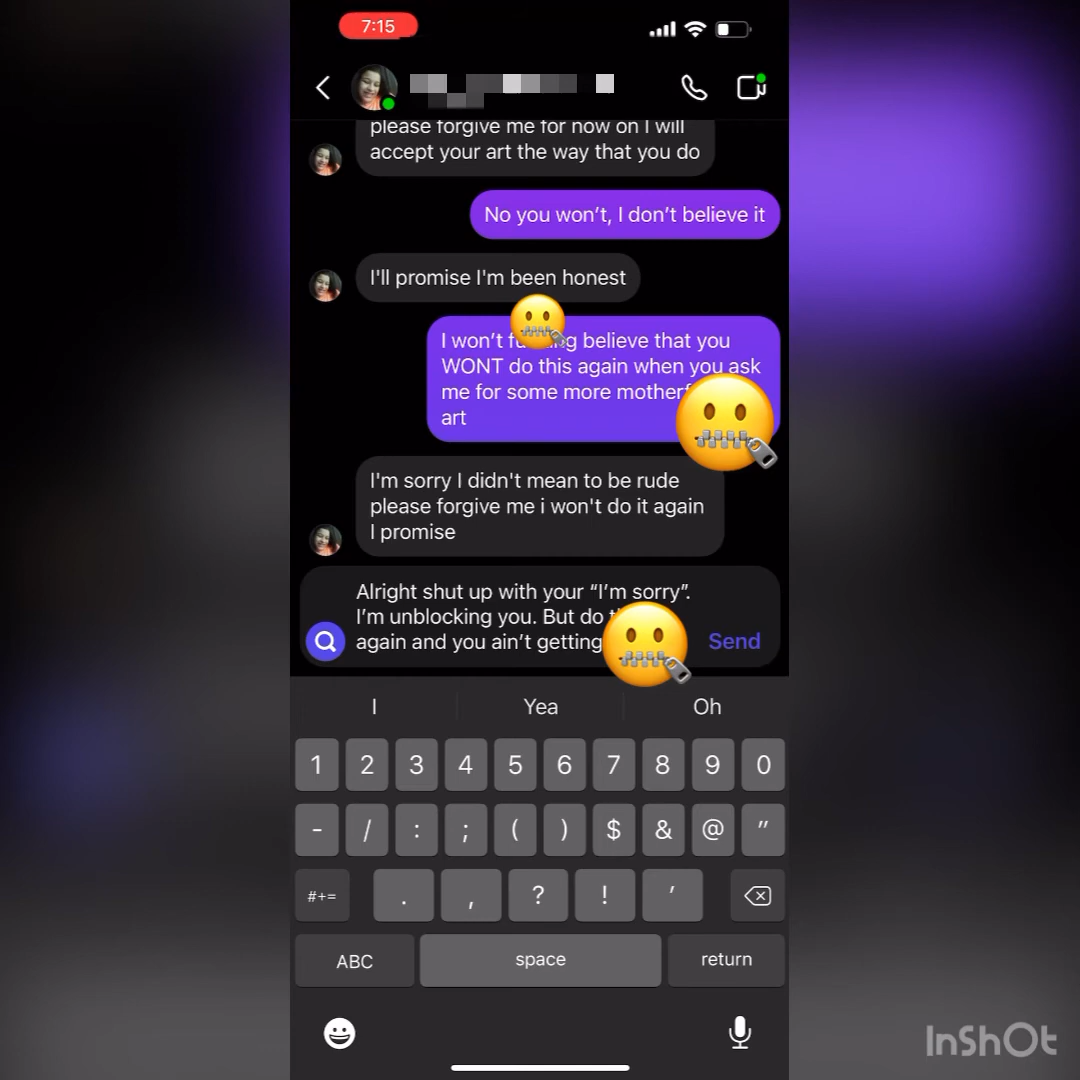 7:15
please forgive me for now on I will
accept your art the way that you do
No you won't, I don't believe it
I'll promise I'm been honest
I won't believe that you
WONT do this again when you ask
me for some more
art
I'm sorry I didn't mean to be rude
please forgive me i won't do it again
I promise
Alright shut up with your “I'm sorry”.
I'm unblocking you. But do
again and you ain't getting
Send
I Yea Oh
1 2 3 4 5 6 7 8 9 0
- / : ; ( ) $ & @ "
#+= . , ? ! '
ABC space return
InShOt